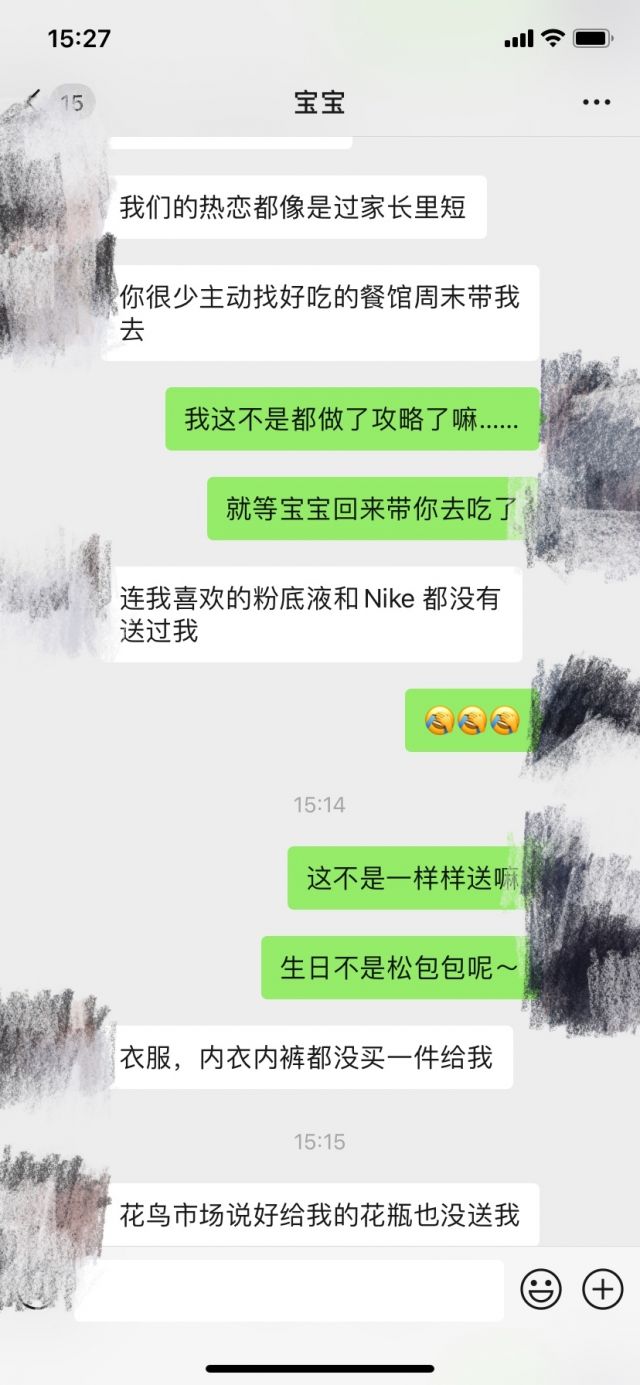 15:27
15
宝宝
我们的热恋都像是过家长里短
你很少主动找好吃的餐馆周末带我
去
我这不是都做了攻略了嘛……
就等宝宝回来带你去吃了
连我喜欢的粉底液和Nike 都没有
送过我
🤣🤣🤣
15:14
这不是一样样送嘛
生日不是松包包呢～
衣服，内衣内裤都没买一件给我
15:15
花鸟市场说好给我的花瓶也没送我